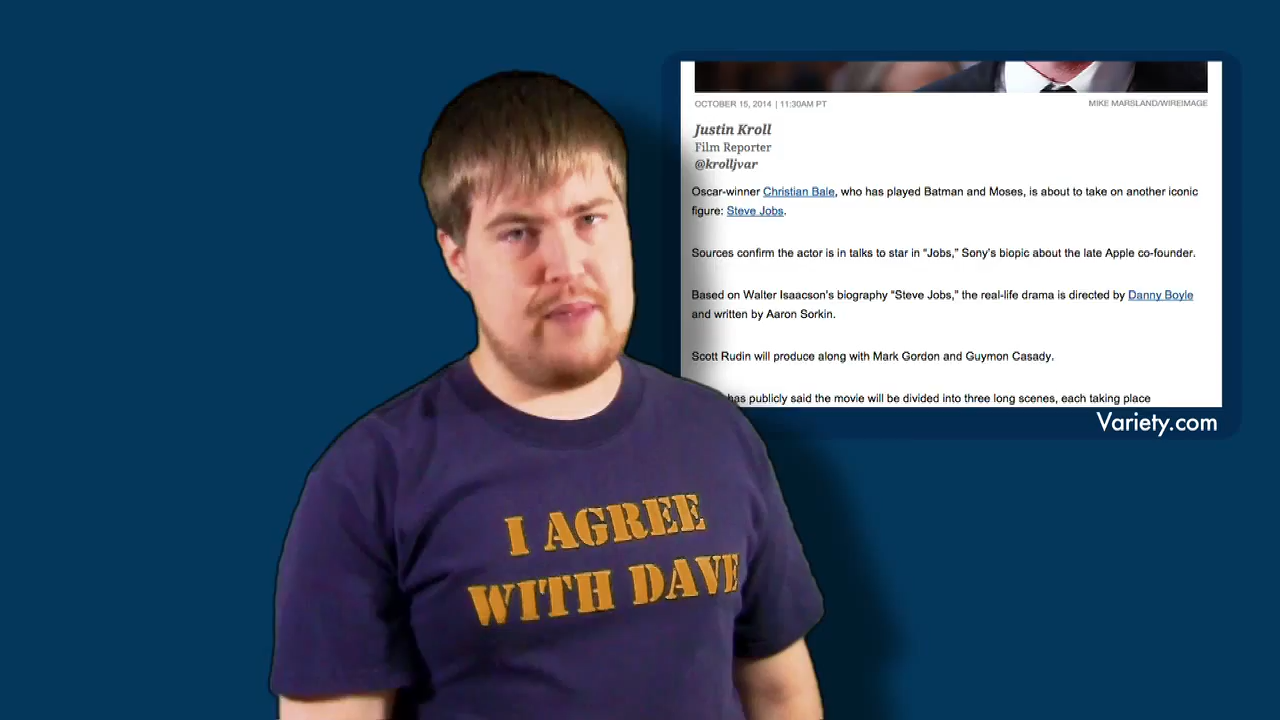 OCTOBER 15, 2014 | 11:30AM PT
MIKE MARSLAND/WIREIMAGE
Justin Kroll
Film Reporter
@krolljvar
Oscar-winner Christian Bale, who has played Batman and Moses, is about to take on another iconic
figure: Steve Jobs.
Sources confirm the actor is in talks to star in "Jobs," Sony's biopic about the late Apple co-founder.
Based on Walter Isaacson's biography "Steve Jobs," the real-life drama is directed by Danny Boyle
and written by Aaron Sorkin.
Scott Rudin will produce along with Mark Gordon and Guymon Casady.
has publicly said the movie will be divided into three long scenes, each taking place
Variety.com
I AGREE
WITH DAVE